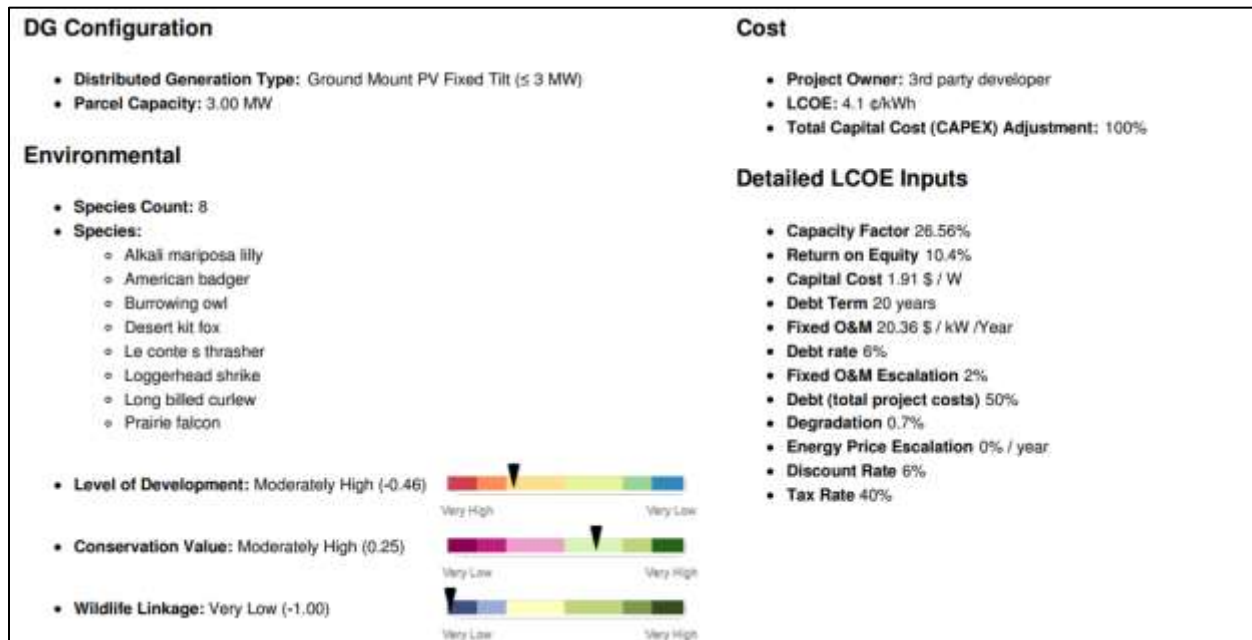 DG Configuration
• Distributed Generation Type: Ground Mount PV Fixed Tilt (≤ 3 MW)
• Parcel Capacity: 3.00 MW
Environmental
• Species Count: 8
• Species:
∘ Alkali mariposa lilly
∘ American badger
∘ Burrowing owl
∘ Desert kit fox
∘ Le conte s thrasher
∘ Loggerhead shrike
∘ Long billed curlew
∘ Prairie falcon
• Level of Development: Moderately High (-0.46)
Very High Very Low
• Conservation Value: Moderately High (0.25)
Very Low Very High
• Wildlife Linkage: Very Low (-1.00)
Very Low Very High
Cost
• Project Owner: 3rd party developer
• LCOE: 4.1 ¢/kWh
• Total Capital Cost (CAPEX) Adjustment: 100%
Detailed LCOE Inputs
• Capacity Factor 26.56%
• Return on Equity 10.4%
• Capital Cost 1.91 $ / W
• Debt Term 20 years
• Fixed O&M 20.36 $ / kW /Year
• Debt rate 6%
• Fixed O&M Escalation 2%
• Debt (total project costs) 50%
• Degradation 0.7%
• Energy Price Escalation 0% / year
• Discount Rate 6%
• Tax Rate 40%